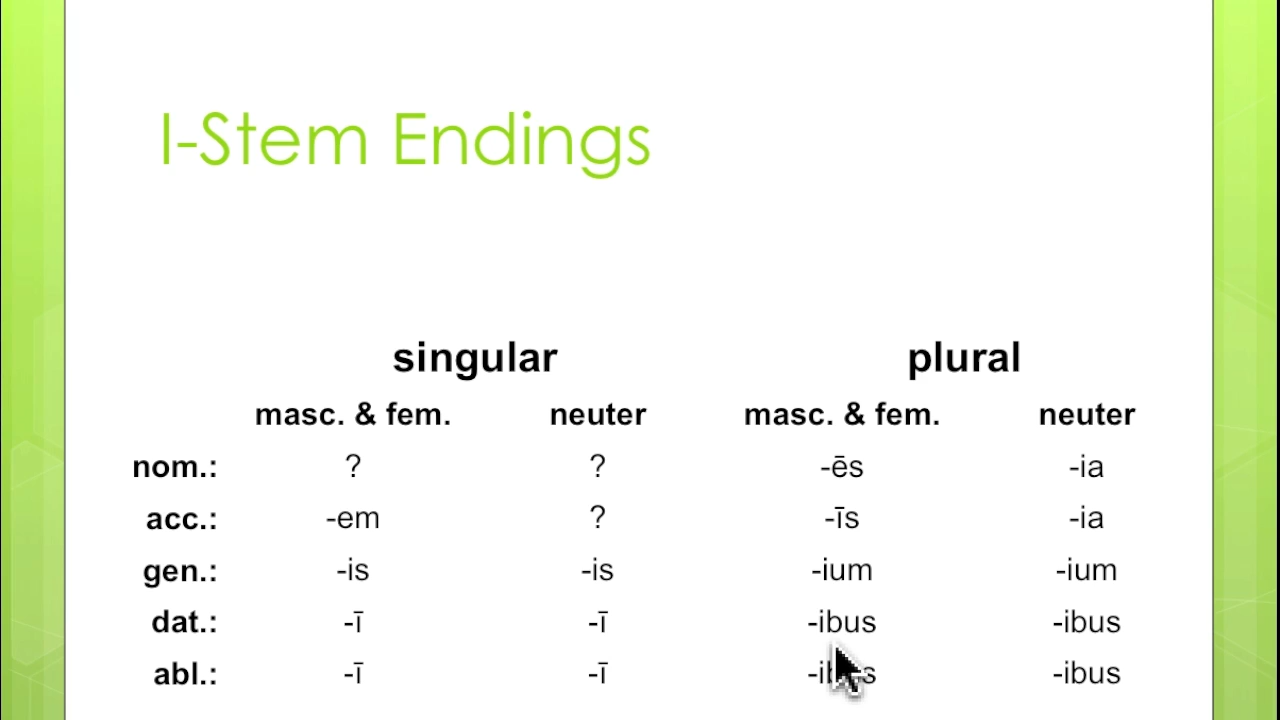 I-Stem Endings
singular plural
masc. & fem. neuter masc. & fem. neuter
nom.: ? ? -ēs -ia
acc.: -em ? -īs -ia
gen.: -is -is -ium -ium
dat.: -ī -ī -ibus -ibus
abl.: -ī -ī -ibus -ibus